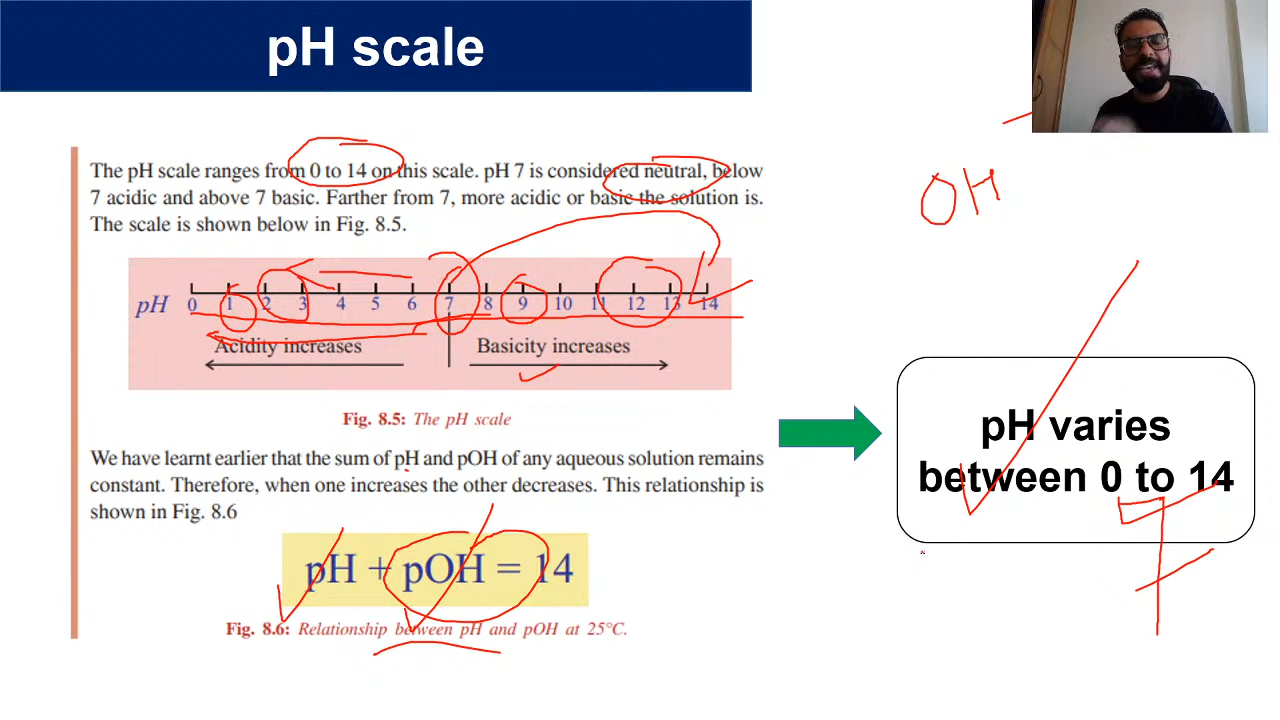 pH scale
The pH scale ranges from 0 to 14 on this scale. pH 7 is considered neutral, below
7 acidic and above 7 basic. Farther from 7, more acidic or basic the solution is.
The scale is shown below in Fig. 8.5.
pH 0 1 2 3 4 5 6 7 8 9 10 11 12 13 14
Acidity increases Basicity increases
Fig. 8.5: The pH scale
We have learnt earlier that the sum of pH and pOH of any aqueous solution remains
constant. Therefore, when one increases the other decreases. This relationship is
shown in Fig. 8.6
pH + pOH = 14
Fig. 8.6: Relationship between pH and pOH at 25°C.
OH
pH varies
between 0 to 14
7